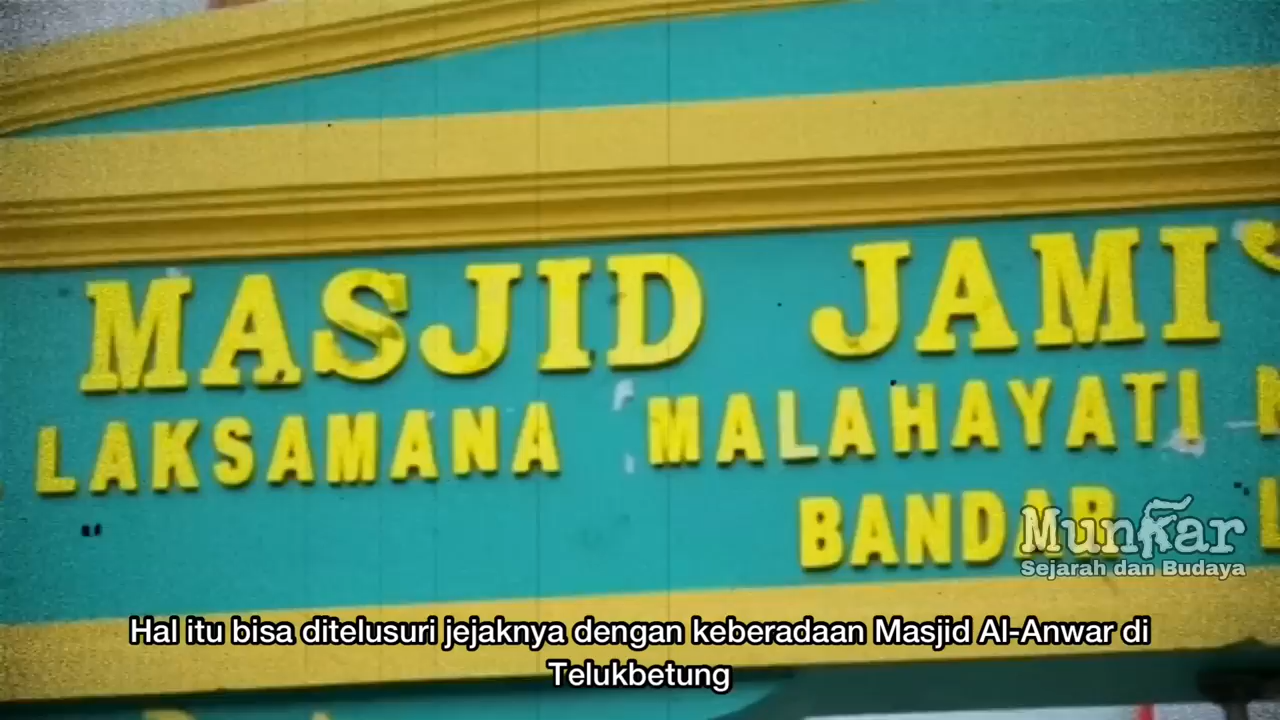 MASJID JAMI'
LAKSAMANA MALAHAYATI
BANDAR
Munkar
Sejarah dan Budaya
Hal itu bisa ditelusuri jejaknya dengan keberadaan Masjid Al-Anwar di
Telukbetung